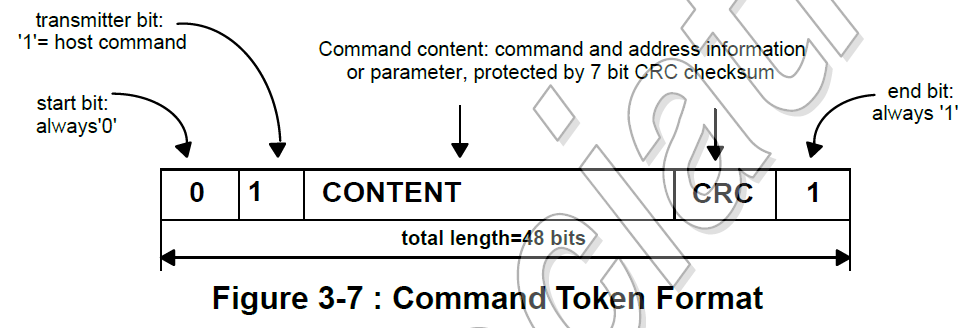 transmitter bit:
'1'= host command
Command content: command and address information
or parameter, protected by 7 bit CRC checksum
start bit:
always'0'
end bit:
always '1'
0 1 CONTENT CRC 1
total length=48 bits
Figure 3-7 : Command Token Format